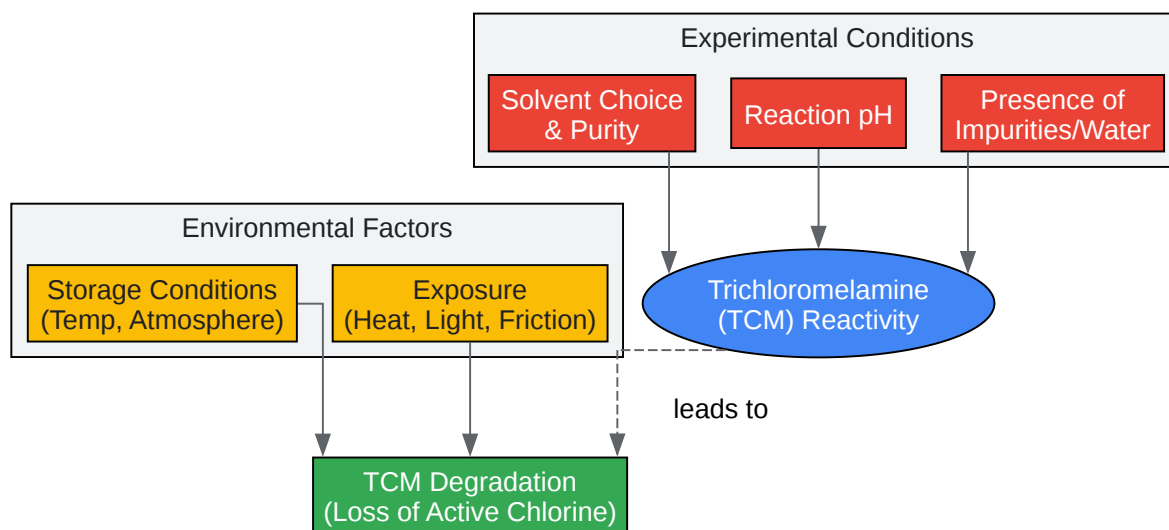 Experimental Conditions
Solvent Choice
& Purity
Reaction pH
Presence of
Impurities/Water
Environmental Factors
Storage Conditions
(Temp, Atmosphere)
Exposure
(Heat, Light, Friction)
Trichloromelamine
(TCM) Reactivity
leads to
TCM Degradation
(Loss of Active Chlorine)